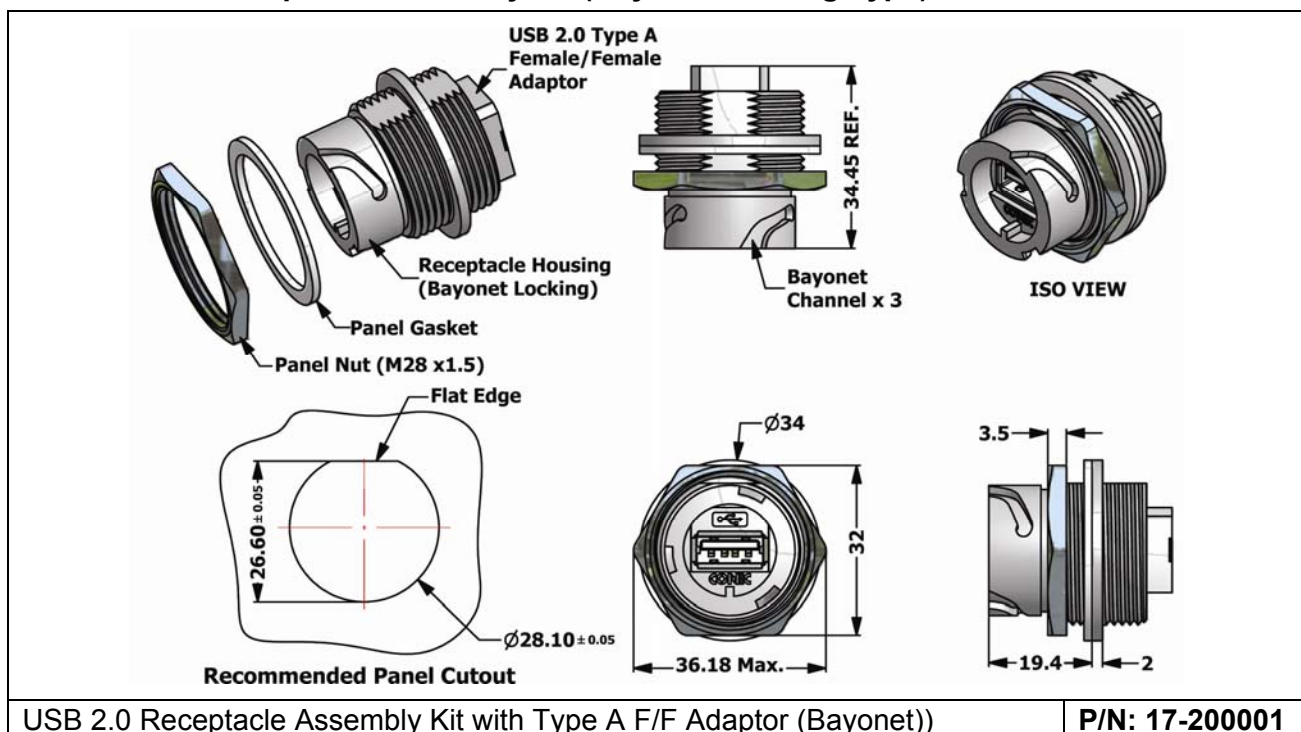 USB 2.0 Type A
Female/Female
Adaptor
Receptacle Housing
(Bayonet Locking)
Panel Gasket
Panel Nut (M28 x1.5)
34.45 REF.
Bayonet
Channel x 3
ISO VIEW
Flat Edge
26.60 ± 0.05
Ø28.10 ± 0.05
Recommended Panel Cutout
Ø34
32
CONEC
36.18 Max.
3.5
19.4
2
USB 2.0 Receptacle Assembly Kit with Type A F/F Adaptor (Bayonet))
P/N: 17-200001